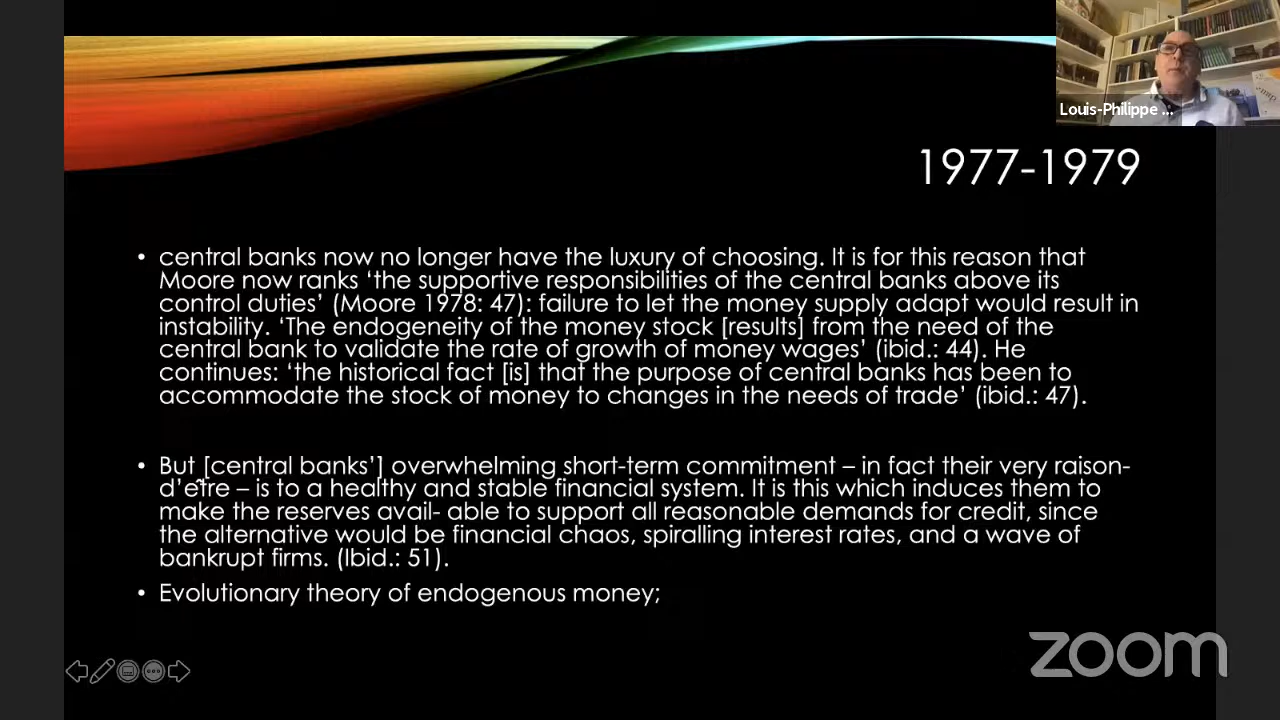 Louis-Philippe ...
1977-1979
• central banks now no longer have the luxury of choosing. It is for this reason that
Moore now ranks ‘the supportive responsibilities of the central banks above its
control duties’ (Moore 1978: 47): failure to let the money supply adapt would result in
instability. ‘The endogeneity of the money stock [results] from the need of the
central bank to validate the rate of growth of money wages’ (ibid.: 44). He
continues: ‘the historical fact [is] that the purpose of central banks has been to
accommodate the stock of money to changes in the needs of trade’ (ibid.: 47).
• But [central banks’] overwhelming short-term commitment – in fact their very raison-
d’etre – is to a healthy and stable financial system. It is this which induces them to
make the reserves avail- able to support all reasonable demands for credit, since
the alternative would be financial chaos, spiralling interest rates, and a wave of
bankrupt firms. (Ibid.: 51).
• Evolutionary theory of endogenous money;
zoom